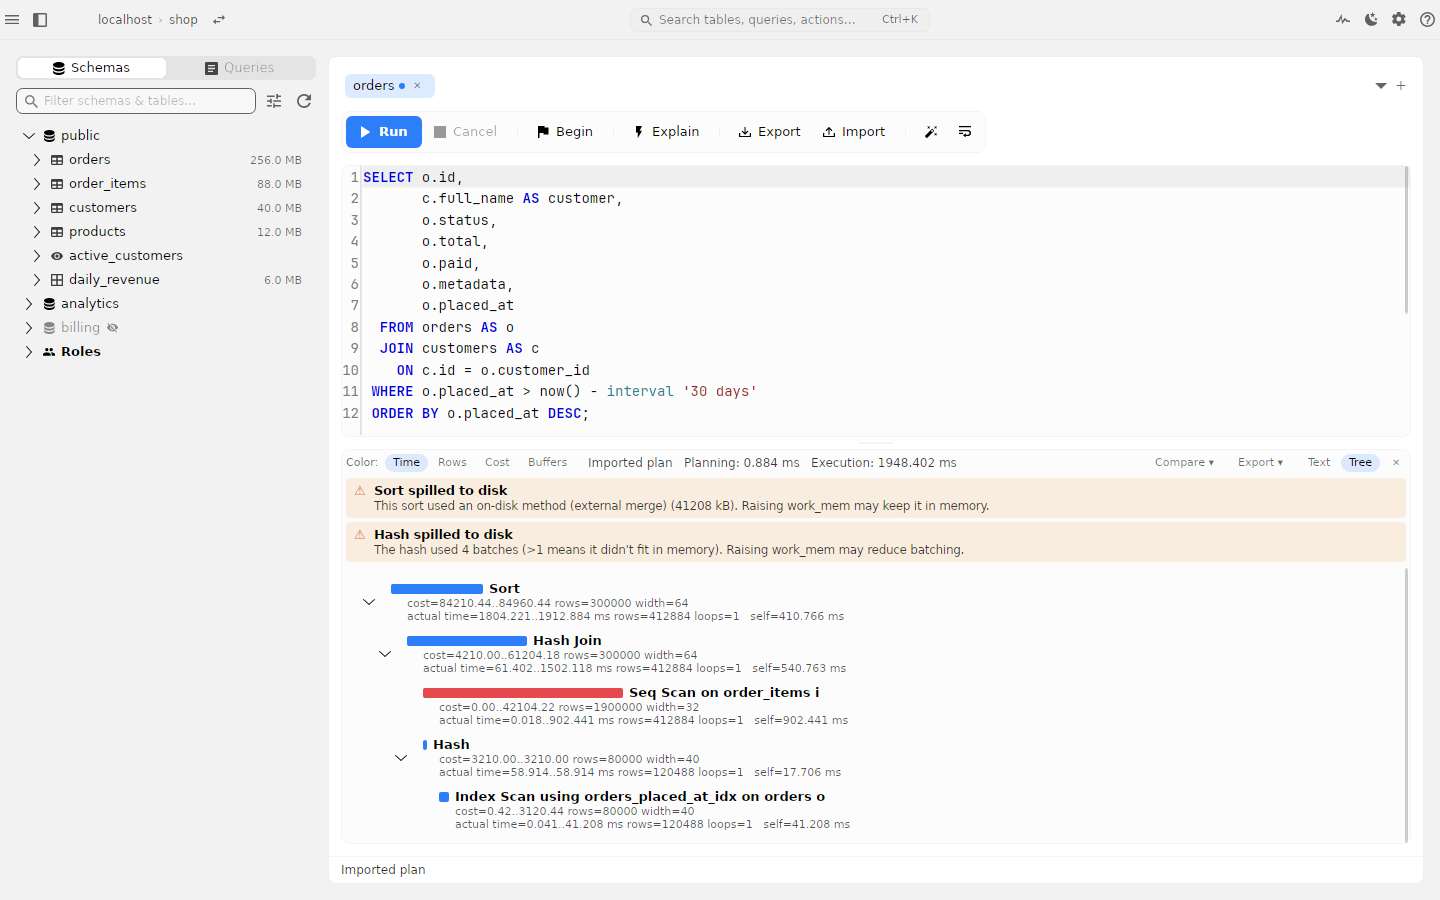 localhost › shop
Search tables, queries, actions... Ctrl+K
Schemas
Queries
Filter schemas & tables...
public
orders 256.0 MB
order_items 88.0 MB
customers 40.0 MB
products 12.0 MB
active_customers
daily_revenue 6.0 MB
analytics
billing
Roles
orders ×
+
Run Cancel Begin Explain Export Import
1 SELECT o.id,
2 c.full_name AS customer,
3 o.status,
4 o.total,
5 o.paid,
6 o.metadata,
7 o.placed_at
8 FROM orders AS o
9 JOIN customers AS c
10 ON c.id = o.customer_id
11 WHERE o.placed_at > now() - interval '30 days'
12 ORDER BY o.placed_at DESC;
Color: Time Rows Cost Buffers Imported plan Planning: 0.884 ms Execution: 1948.402 ms Compare ▾ Export ▾ Text Tree ×
⚠ Sort spilled to disk
This sort used an on-disk method (external merge) (41208 kB). Raising work_mem may keep it in memory.
⚠ Hash spilled to disk
The hash used 4 batches (>1 means it didn't fit in memory). Raising work_mem may reduce batching.
Sort
cost=84210.44..84960.44 rows=300000 width=64
actual time=1804.221..1912.884 ms rows=412884 loops=1 self=410.766 ms
Hash Join
cost=4210.00..61204.18 rows=300000 width=64
actual time=61.402..1502.118 ms rows=412884 loops=1 self=540.763 ms
Seq Scan on order_items i
cost=0.00..42104.22 rows=1900000 width=32
actual time=0.018..902.441 ms rows=412884 loops=1 self=902.441 ms
Hash
cost=3210.00..3210.00 rows=80000 width=40
actual time=58.914..58.914 ms rows=120488 loops=1 self=17.706 ms
Index Scan using orders_placed_at_idx on orders o
cost=0.42..3120.44 rows=80000 width=40
actual time=0.041..41.208 ms rows=120488 loops=1 self=41.208 ms
Imported plan